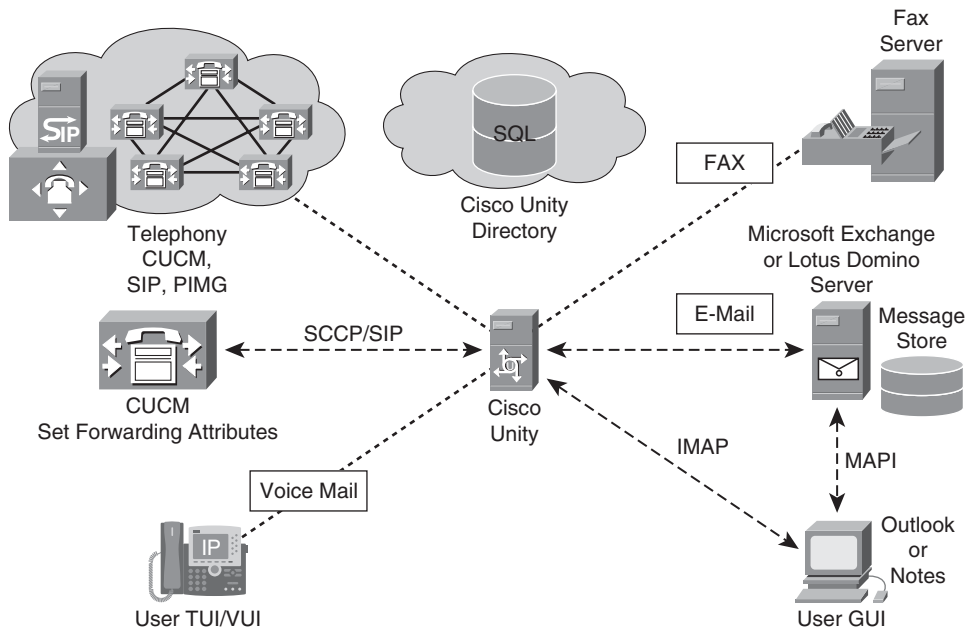 Fax
Server
SIP
SQL
FAX
Cisco Unity
Directory
Telephony
CUCM,
SIP, PIMG
Microsoft Exchange
or Lotus Domino
Server
E-Mail
Message
Store
SCCP/SIP
CUCM
Set Forwarding Attributes
Cisco
Unity
IMAP
MAPI
Voice Mail
IP
Outlook
or
Notes
User TUI/VUI
User GUI